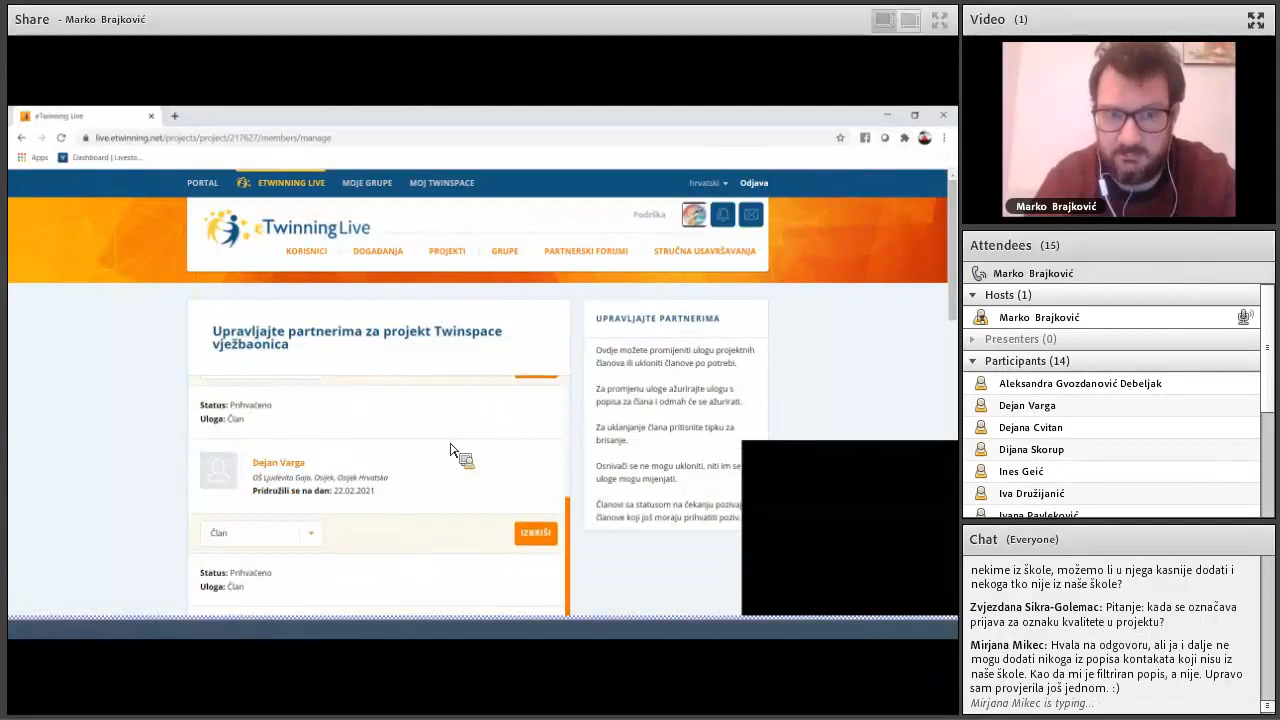 Share - Marko Brajković
eTwinning Live
live.etwinning.net/projects/project/217627/members/manage
Apps Dashboard | Livesto...
PORTAL ETWINNING LIVE MOJE GRUPE MOJ TWINSPACE hrvatski Odjava
eTwinningLive
Podrška
KORISNICI DOGAĐANJA PROJEKTI GRUPE PARTNERSKI FORUMI STRUČNA USAVRŠAVANJA
Upravljajte partnerima za projekt Twinspace
vježbaonica
Status: Prihvaćeno
Uloga: Član
Dejan Varga
OŠ Ljudevita Gaja, Osijek, Osijek Hrvatska
Pridružili se na dan: 22.02.2021
Član
IZBRIŠI
Status: Prihvaćeno
Uloga: Član
UPRAVLJAJTE PARTNERIMA
Ovdje možete promijeniti ulogu projektnih
članova ili ukloniti članove po potrebi.
Za promjenu uloge ažurirajte ulogu s
popisa za člana i odmah će se ažurirati.
Za uklanjanje člana pritisnite tipku za
brisanje.
Osnivači se ne mogu ukloniti, niti im se
uloge mogu mijenjati.
Članovi sa statusom na čekanju pozivaj
članove koji još moraju prihvatiti poziv.
Video (1)
Marko Brajković
Attendees (15)
Marko Brajković
Hosts (1)
Marko Brajković
Presenters (0)
Participants (14)
Aleksandra Gvozdanović Debeljak
Dejan Varga
Dejana Cvitan
Dijana Skorup
Ines Geić
Iva Družijanić
Ivana Pavleković
Chat (Everyone)
nekime iz škole, možemo li u njega kasnije dodati i
nekoga tko nije iz naše škole?
Zvjezdana Sikra-Golemac: Pitanje: kada se označava
prijava za oznaku kvalitete u projektu?
Mirjana Mikec: Hvala na odgovoru, ali ja i dalje ne
mogu dodati nikoga iz popisa kontakata koji nisu iz
naše škole. Kao da mi je filtriran popis, a nije. Upravo
sam provjerila još jednom. :)
Mirjana Mikec is typing...